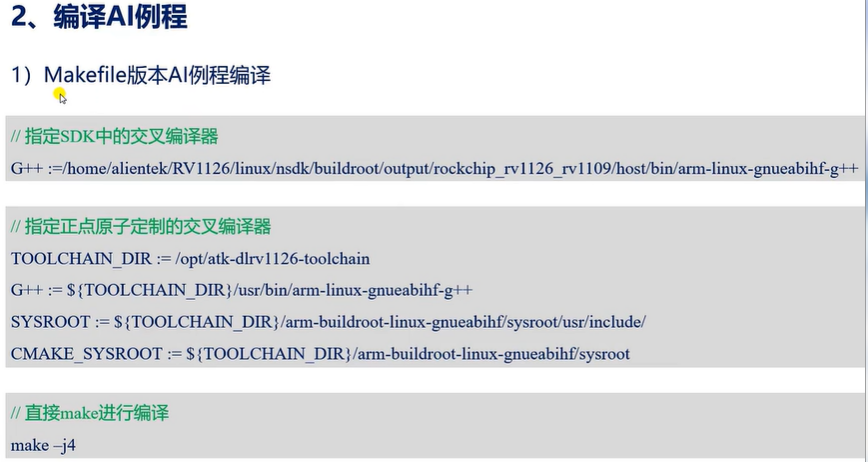 2、编译AI例程
1）Makefile版本AI例程编译
// 指定SDK中的交叉编译器
G++ :=/home/alientek/RV1126/linux/nsdk/buildroot/output/rockchip_rv1126_rv1109/host/bin/arm-linux-gnueabihf-g++
// 指定正点原子定制的交叉编译器
TOOLCHAIN_DIR := /opt/atk-dlrv1126-toolchain
G++ := ${TOOLCHAIN_DIR}/usr/bin/arm-linux-gnueabihf-g++
SYSROOT := ${TOOLCHAIN_DIR}/arm-buildroot-linux-gnueabihf/sysroot/usr/include/
CMAKE_SYSROOT := ${TOOLCHAIN_DIR}/arm-buildroot-linux-gnueabihf/sysroot
// 直接make进行编译
make –j4